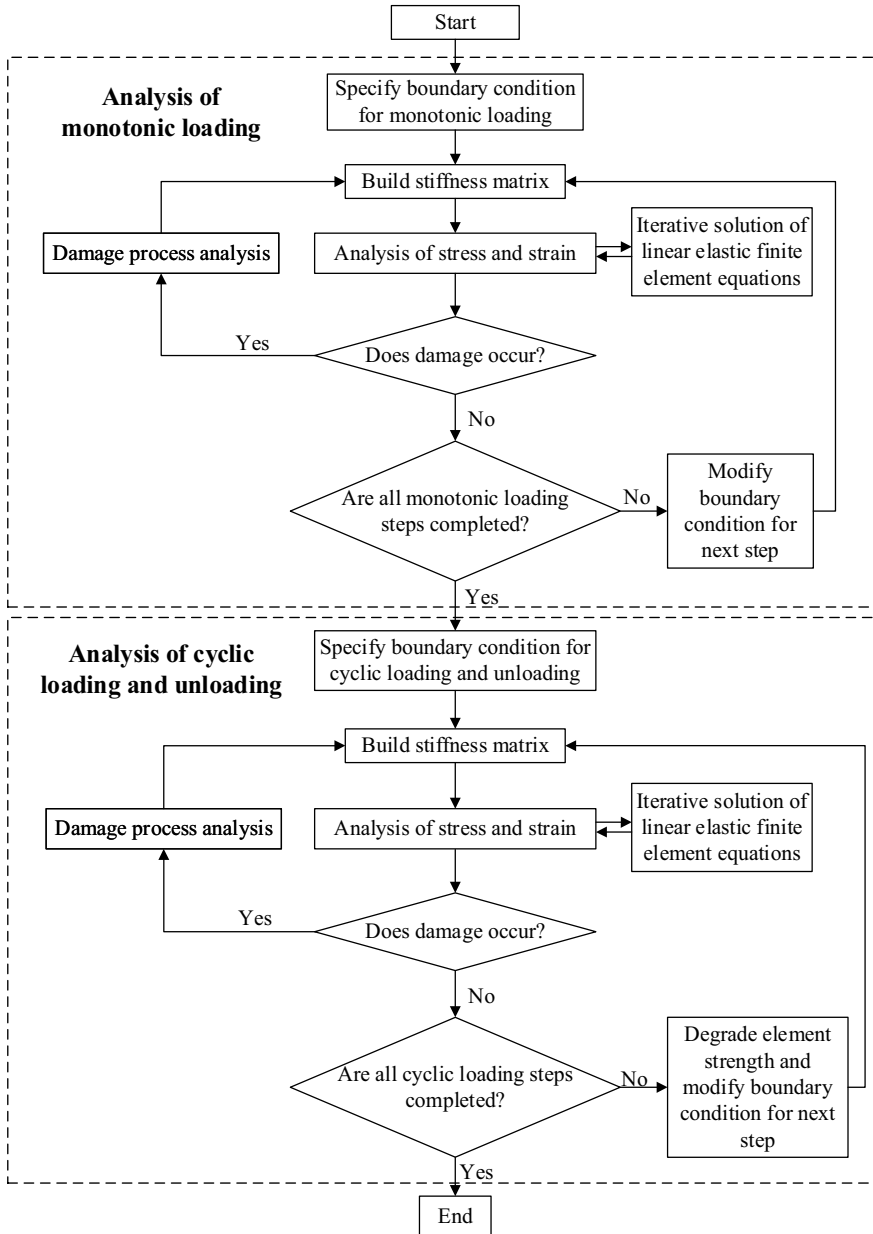 Start
Analysis of
monotonic loading
Specify boundary condition
for monotonic loading
Build stiffness matrix
Damage process analysis
Analysis of stress and strain
Iterative solution of
linear elastic finite
element equations
Yes
Does damage occur?
No
Are all monotonic loading
steps completed?
No
Modify
boundary
condition for
next step
Yes
Analysis of cyclic
loading and unloading
Specify boundary condition for
cyclic loading and unloading
Build stiffness matrix
Damage process analysis
Analysis of stress and strain
Iterative solution of
linear elastic finite
element equations
Yes
Does damage occur?
No
Are all cyclic loading steps
completed?
No
Degrade element
strength and
modify boundary
condition for next
step
Yes
End